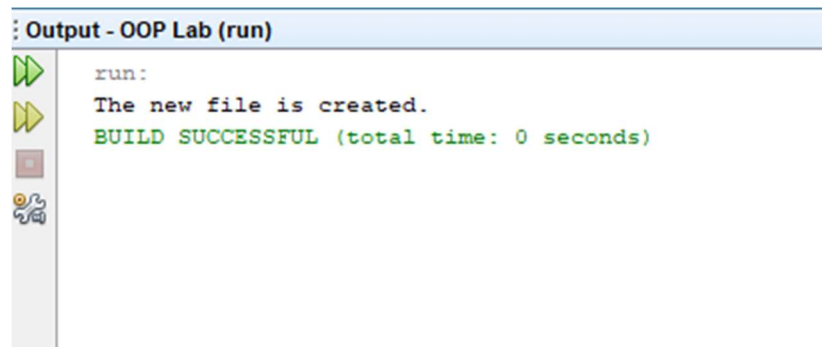 Output - OOP Lab (run)
run:
The new file is created.
BUILD SUCCESSFUL (total time: 0 seconds)